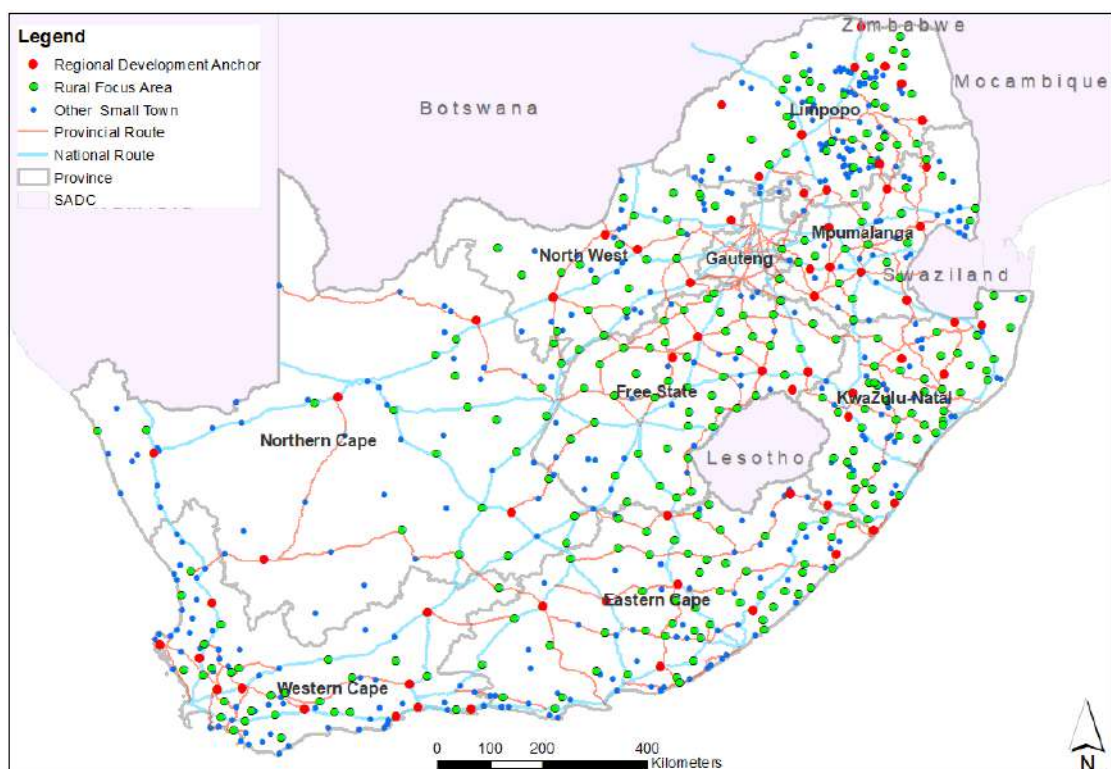 Legend
Regional Development Anchor
Rural Focus Area
Other Small Town
Provincial Route
National Route
Province
SADC
Zimbabwe
Mocambique
Botswana
Limpopo
Mpumalanga
North West
Gauteng
Swaziland
Free State
KwaZulu-Natal
Northern Cape
Lesotho
Eastern Cape
Western Cape
0 100 200 400
Kilometers
N